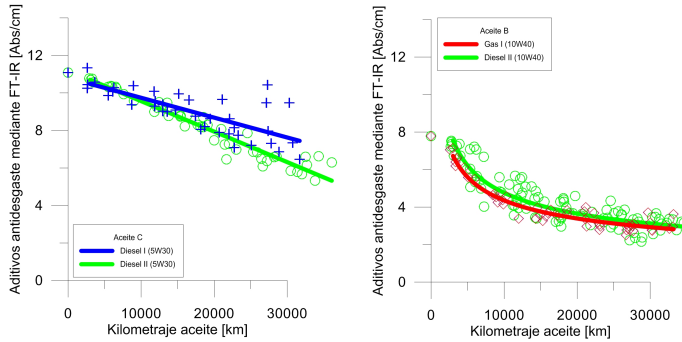 Aditivos antidesgaste mediante FT-IR [Abs/cm]
12
8
4
0
0 10000 20000 30000
Kilometraje aceite [km]
Aceite C
Diesel I (5W30)
Diesel II (5W30)
Aditivos antidesgaste mediante FT-IR [Abs/cm]
12
8
4
0
0 10000 20000 30000
Kilometraje aceite [km]
Aceite B
Gas I (10W40)
Diesel II (10W40)